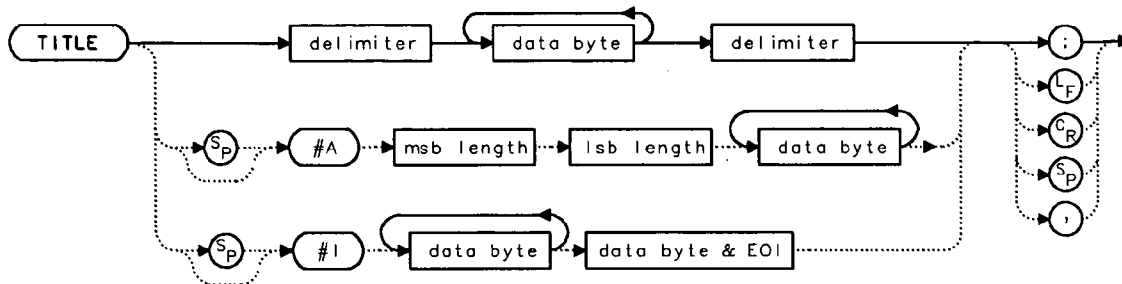 TITLE delimiter data byte delimiter ;
LF
CR
SP #A msb length lsb length data byte
SP
,
SP #I data byte data byte & EOI